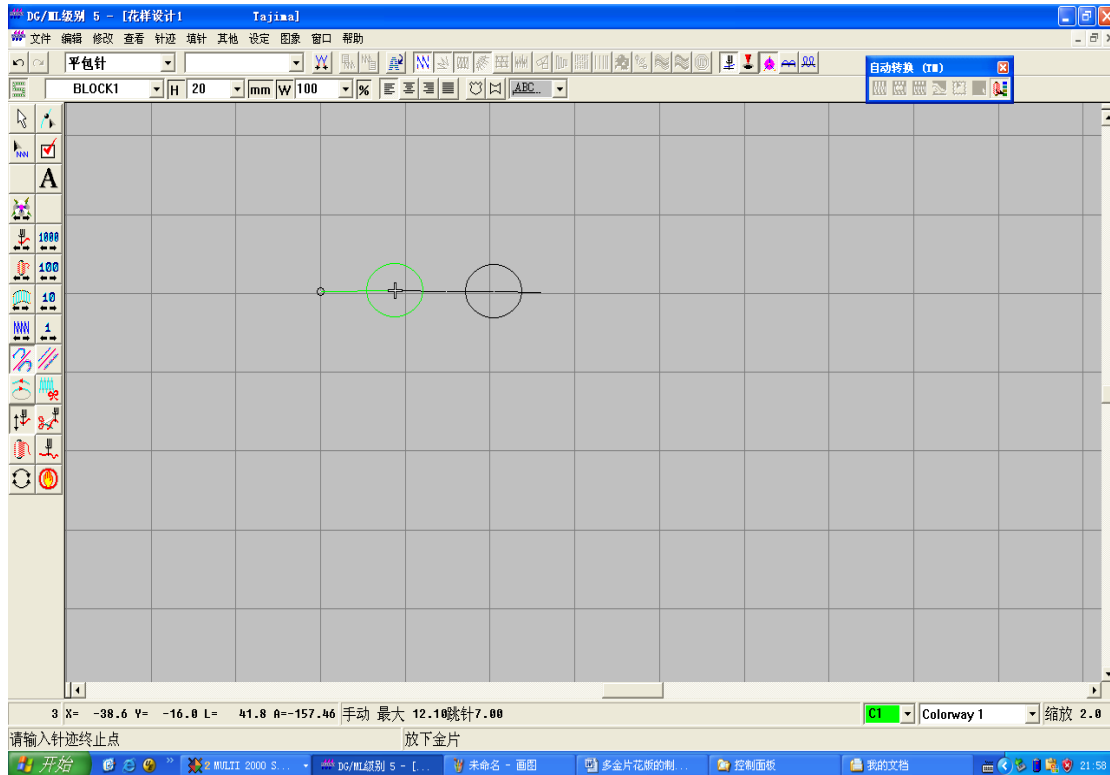 DG/ML级别 5 - [花样设计1 Tajima]
文件 编辑 修改 查看 针迹 填针 其他 设定 图象 窗口 帮助
平包针
自动转换 (TM)
BLOCK1 H 20 mm W 100 % ABC...
A
1000
100
10
1
3 X= -38.6 Y= -16.0 L= 41.8 A=-157.46 手动 最大 12.10跳针7.00 C1 Colorway 1 缩放 2.0
请输入针迹终止点 放下金片
开始 2 MULTI 2000 S... DG/ML级别 5 - [... 未命名 - 画图 多金片花版的制... 控制面板 我的文档 21:58